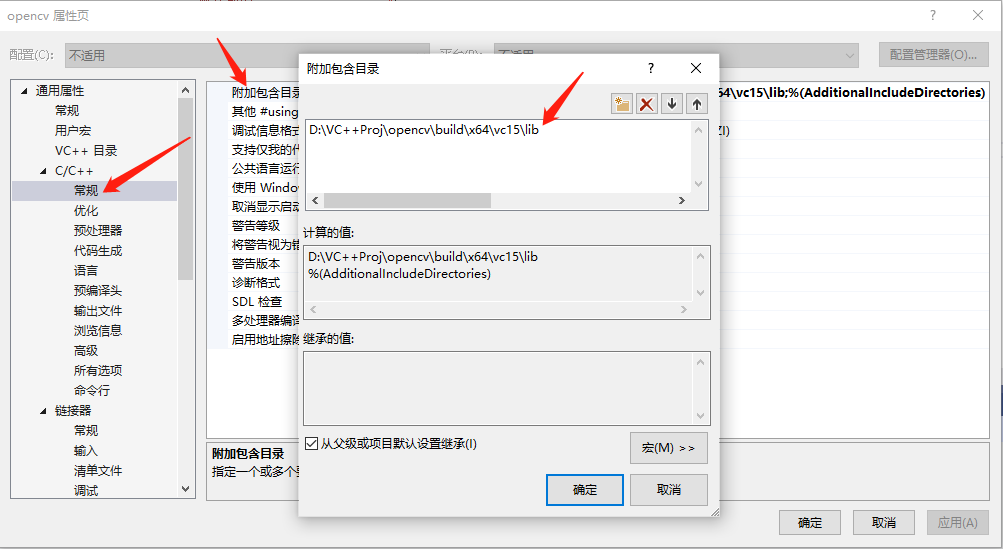 opencv 属性页
?
配置(C):
不适用
配置管理器(O)...
通用属性
常规
用户宏
VC++ 目录
C/C++
常规
优化
预处理器
代码生成
语言
预编译头
输出文件
浏览信息
高级
所有选项
命令行
链接器
常规
输入
清单文件
调试
附加包含目录
其他 #using
调试信息格式
支持仅我的代
公共语言运行
使用 Window
取消显示启动
警告等级
将警告视为错
警告版本
诊断格式
SDL 检查
多处理器编译
启用地址擦除
64\vc15\lib;%(AdditionalIncludeDirectories)
ZI)
附加包含目录
指定一个或多个要
附加包含目录
?
D:\VC++Proj\opencv\build\x64\vc15\lib
计算的值:
D:\VC++Proj\opencv\build\x64\vc15\lib
%(AdditionalIncludeDirectories)
继承的值:
从父级或项目默认设置继承(I)
宏(M) >>
确定
取消
确定
取消
应用(A)